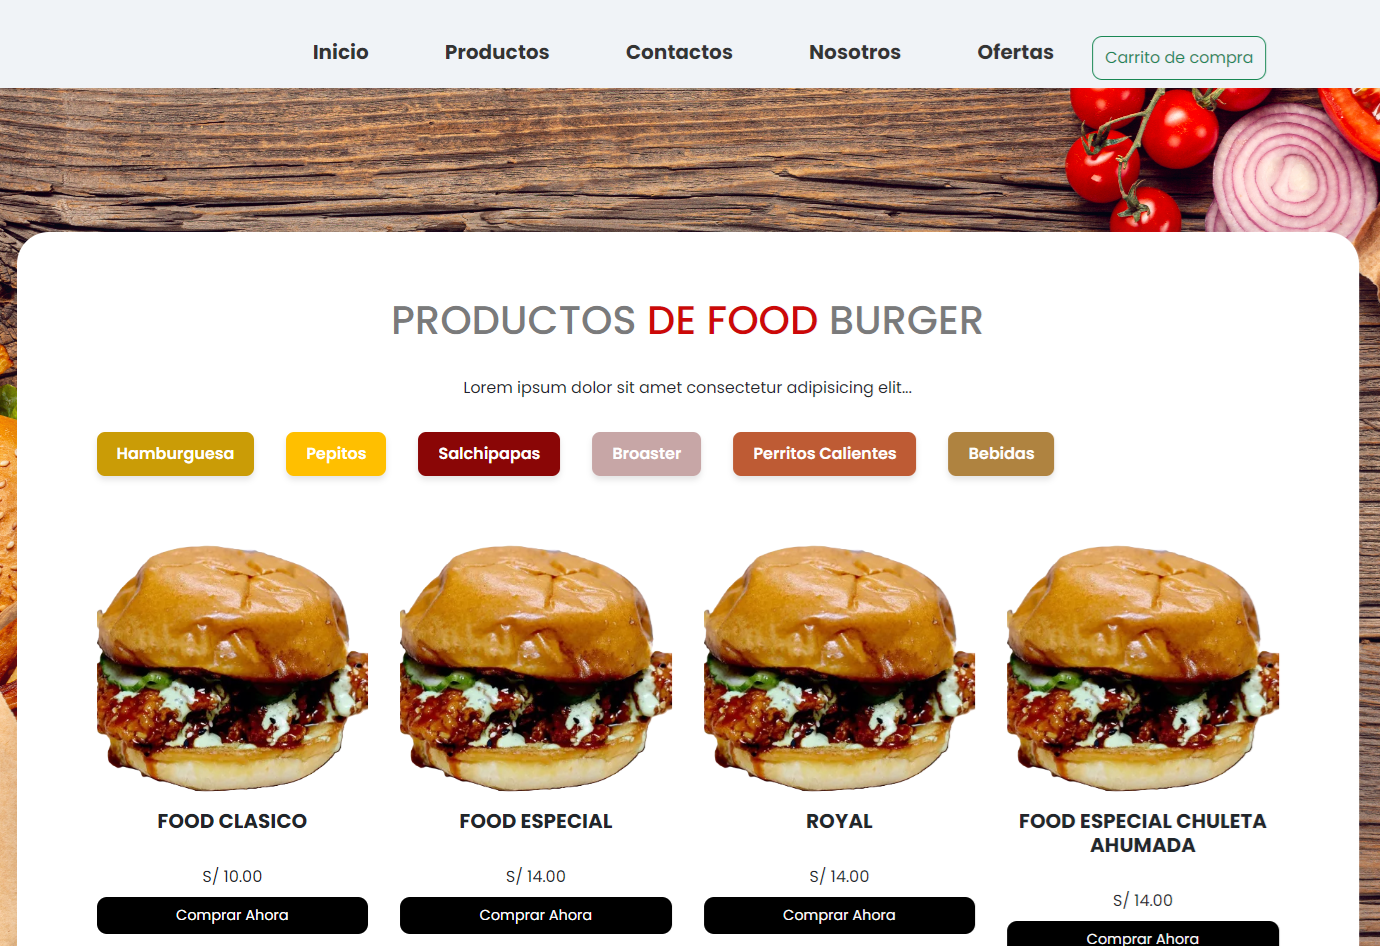 Inicio Productos Contactos Nosotros Ofertas Carrito de compra
PRODUCTOS DE FOOD BURGER
Lorem ipsum dolor sit amet consectetur adipisicing elit...
Hamburguesa Pepitos Salchipapas Broaster Perritos Calientes Bebidas
FOOD CLASICO
S/ 10.00
Comprar Ahora
FOOD ESPECIAL
S/ 14.00
Comprar Ahora
ROYAL
S/ 14.00
Comprar Ahora
FOOD ESPECIAL CHULETA
AHUMADA
S/ 14.00
Comprar Ahora